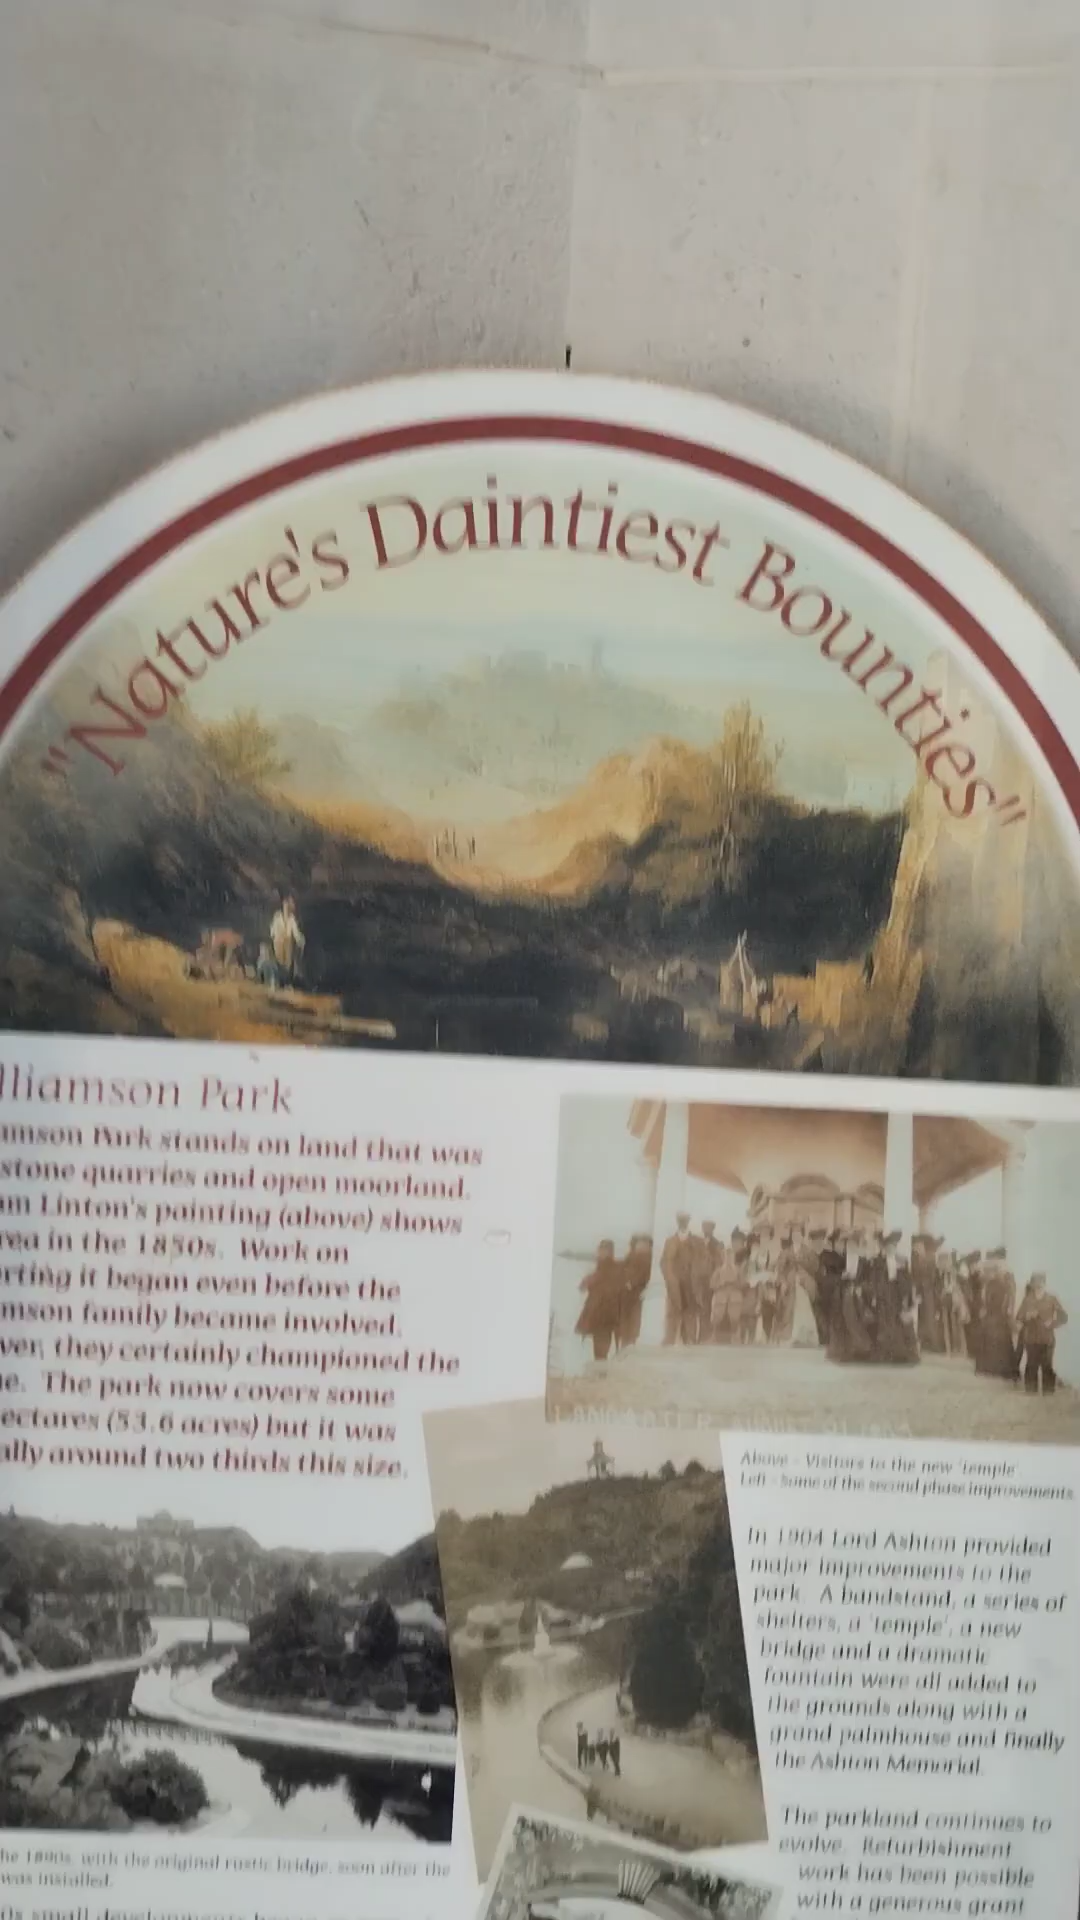 "Nature's Daintiest Bounties"
lliamson Park
amson Park stands on land that was
stone quarries and open moorland.
am Linton's painting (above) shows
rea in the 1850s. Work on
rting it began even before the
mson family became involved.
ver, they certainly championed the
e. The park now covers some
ectares (53.6 acres) but it was
ally around two thirds this size.
LANCASTER, AUGUST
Above - Visitors to the new 'temple'
Left - Some of the second phase improvements
In 1904 Lord Ashton provided
major improvements to the
park. A bandstand, a series of
shelters, a 'temple', a new
bridge and a dramatic
fountain were all added to
the grounds along with a
grand palmhouse and finally
the Ashton Memorial.
The parkland continues to
evolve. Refurbishment
work has been possible
with a generous grant
he 1890s, with the original rustic bridge, soon after the
was installed.
small developments began